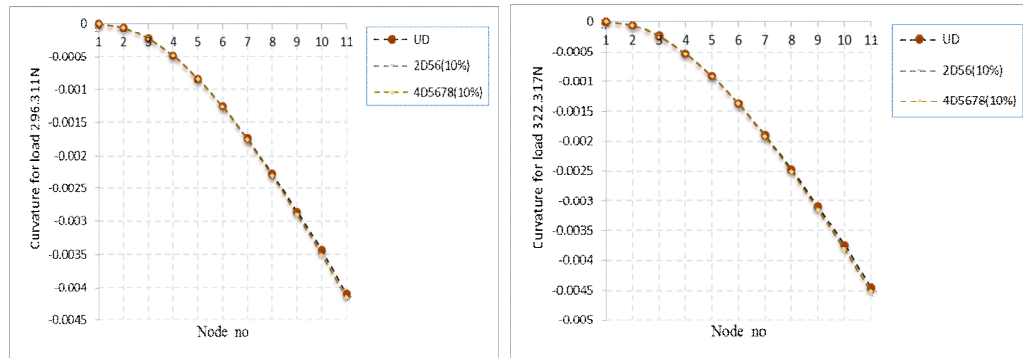 0
-0.0005
-0.001
-0.0015
-0.002
-0.0025
-0.003
-0.0035
-0.004
-0.0045
1 2 3 4 5 6 7 8 9 10 11
Curvature for load 296.311N
Node no
UD
2D56(10%)
4D5678(10%)
0
-0.0005
-0.001
-0.0015
-0.002
-0.0025
-0.003
-0.0035
-0.004
-0.0045
-0.005
1 2 3 4 5 6 7 8 9 10 11
Curvature for load 322.317N
Node no
UD
2D56(10%)
4D5678(10%)